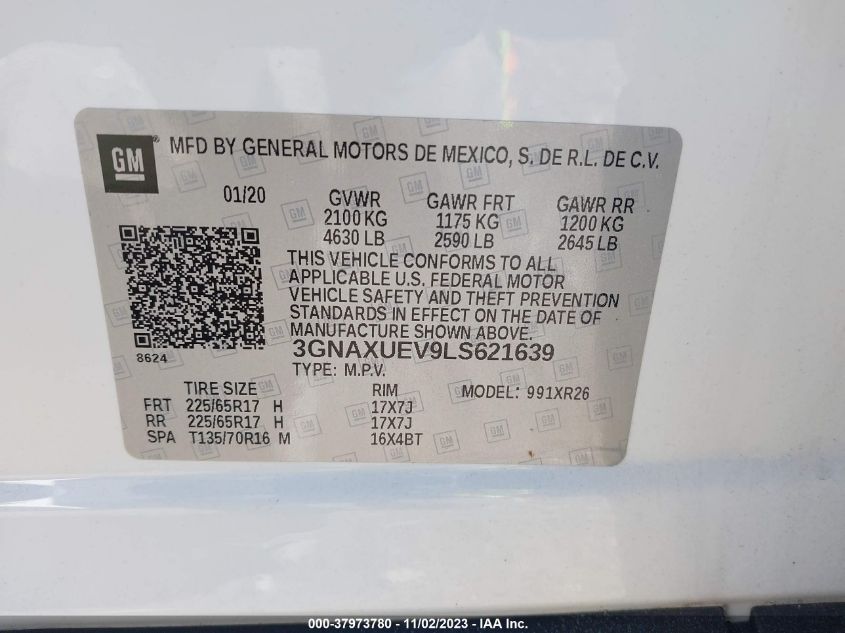 GM ® MFD BY GENERAL MOTORS DE MEXICO, S. DE R.L. DE C.V.
01/20 GVWR GAWR FRT GAWR RR
2100 KG 1175 KG 1200 KG
4630 LB 2590 LB 2645 LB
THIS VEHICLE CONFORMS TO ALL
APPLICABLE U.S. FEDERAL MOTOR
VEHICLE SAFETY AND THEFT PREVENTION
STANDARDS IN EFFECT ON THE DATE OF
MANUFACTURE SHOWN ABOVE.
8624 3GNAXUEV9LS621639
TYPE: M.P.V.
TIRE SIZE RIM MODEL: 991XR26
FRT 225/65R17 H 17X7J
RR 225/65R17 H 17X7J
SPA T135/70R16 M 16X4BT
000-37973780 - 11/02/2023 - IAA Inc.